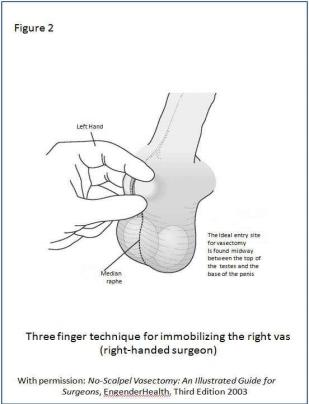 Figure 2
Left Hand
The ideal entry site
for vasectomy
is found midway
between the top of
the testes and the
base of the penis
Median
raphe
Three finger technique for immobilizing the right vas
(right-handed surgeon)
With permission: No-Scalpel Vasectomy: An Illustrated Guide for
Surgeons, EngenderHealth, Third Edition 2003